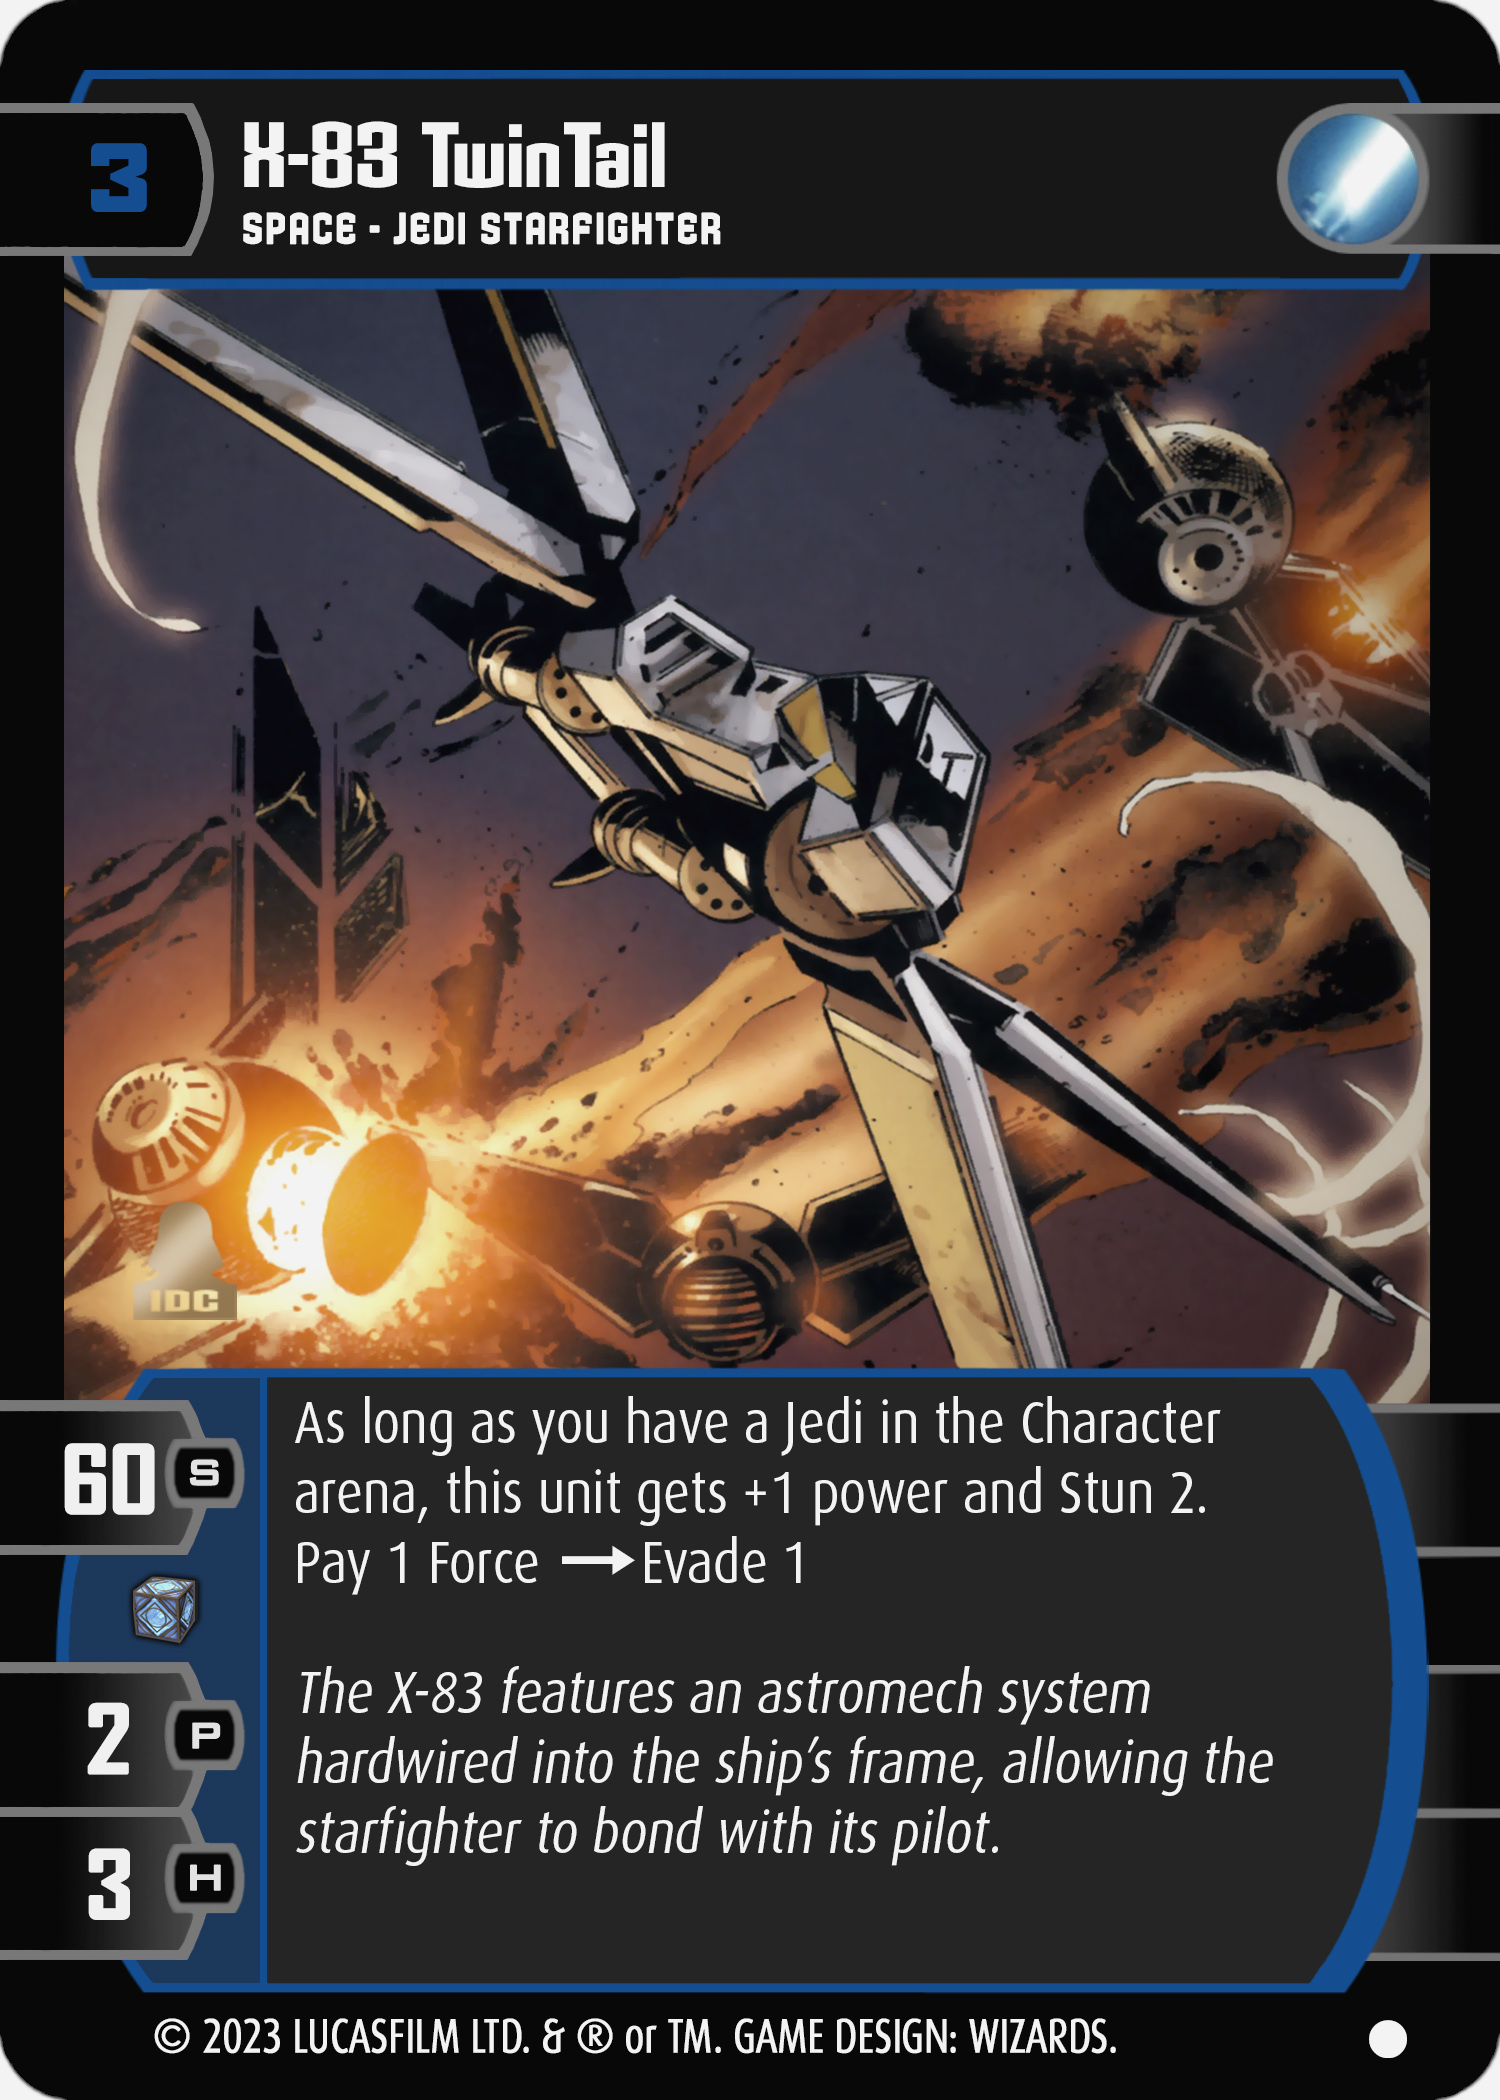 3
X-83 TwinTail
SPACE - JEDI STARFIGHTER
IDC
60 S
2 P
3 H
As long as you have a Jedi in the Character
arena, this unit gets +1 power and Stun 2.
Pay 1 Force → Evade 1
The X-83 features an astromech system
hardwired into the ship's frame, allowing the
starfighter to bond with its pilot.
© 2023 LUCASFILM LTD. & ® or TM. GAME DESIGN: WIZARDS.